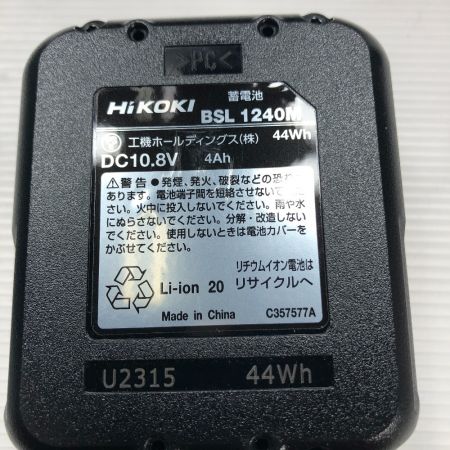 >PC<
HiKOKI
蓄電池
BSL 1240M
工機ホールディングス(株)
44Wh
DC10.8V
4Ah
⚠警告 ●発煙、発火、破裂などの恐れが
あります。電池端子間を短絡させないでく
ださい。火中に投入しないでください。雨や水
にぬらさないでください。分解・改造しない
でください。使用しないときは電池カバーを
かぶせてください。
Li-ion 20
リチウムイオン電池は
リサイクルへ
Made in China
C357577A
U2315
44Wh